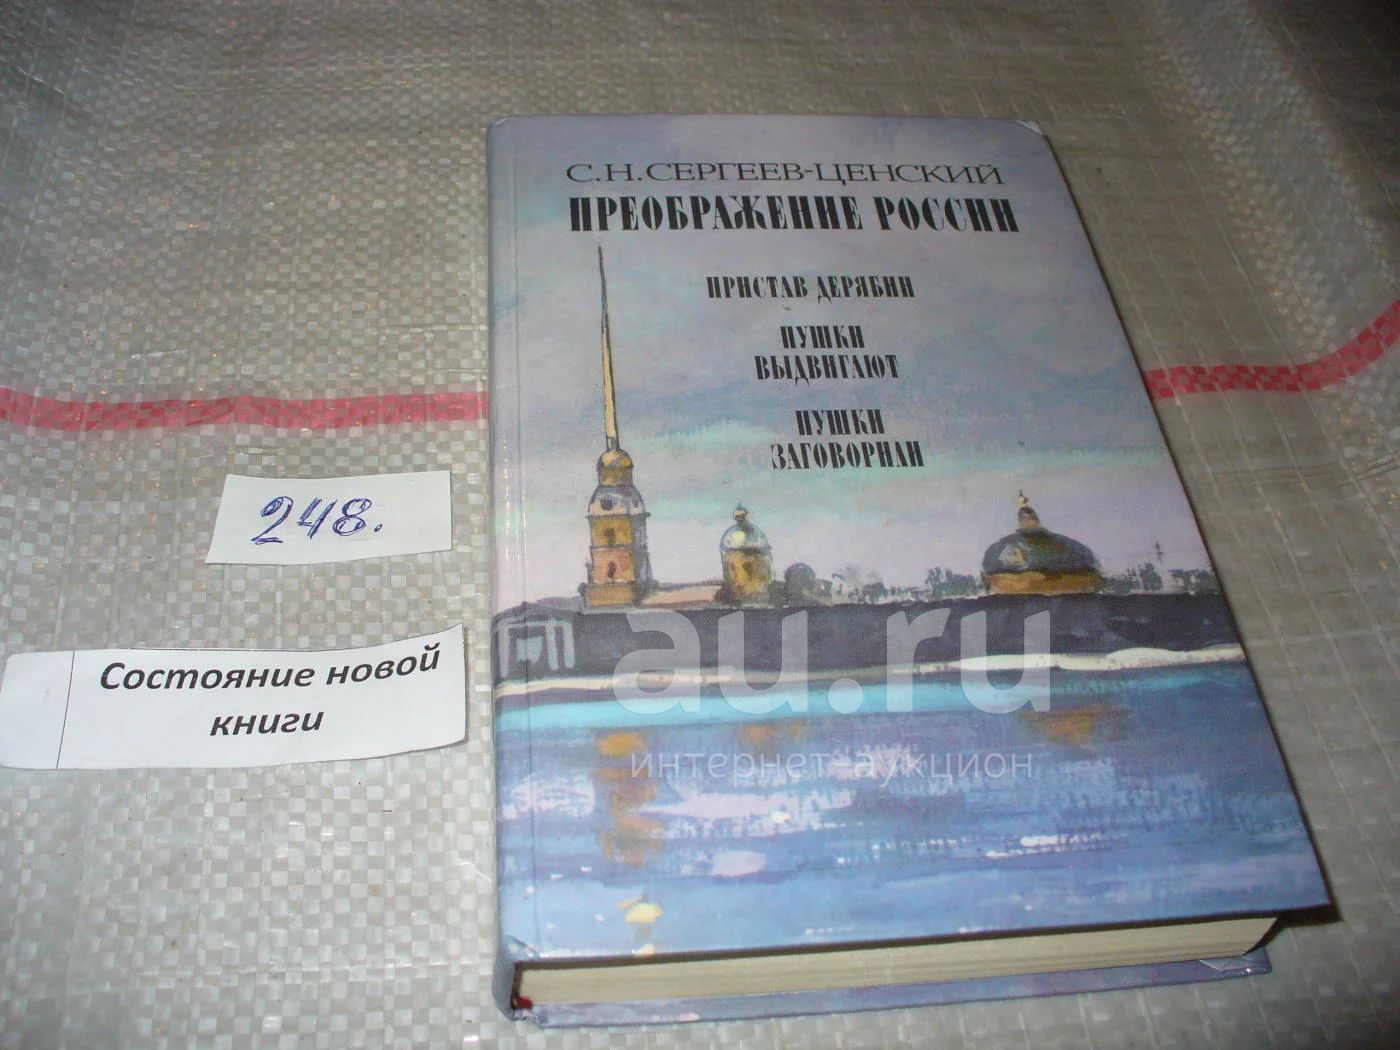 С.Н.СЕРГЕЕВ-ЦЕНСКИЙ
ПРЕОБРАЖЕНИЕ РОССИИ
ПРИСТАВ ДЕРЯБИН
ПУШКИ
ВЫДВИГАЮТ
ПУШКИ
ЗАГОВОРИЛИ
248.
Состояние новой
книги
au.ru
интернет-аукцион